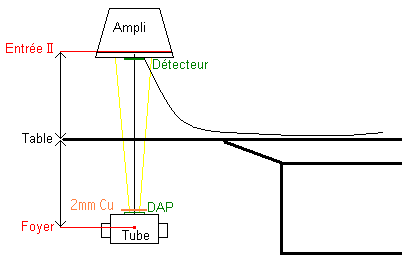 Ampli
Entrée II
Détecteur
Table
2mm Cu
DAP
Foyer
Tube